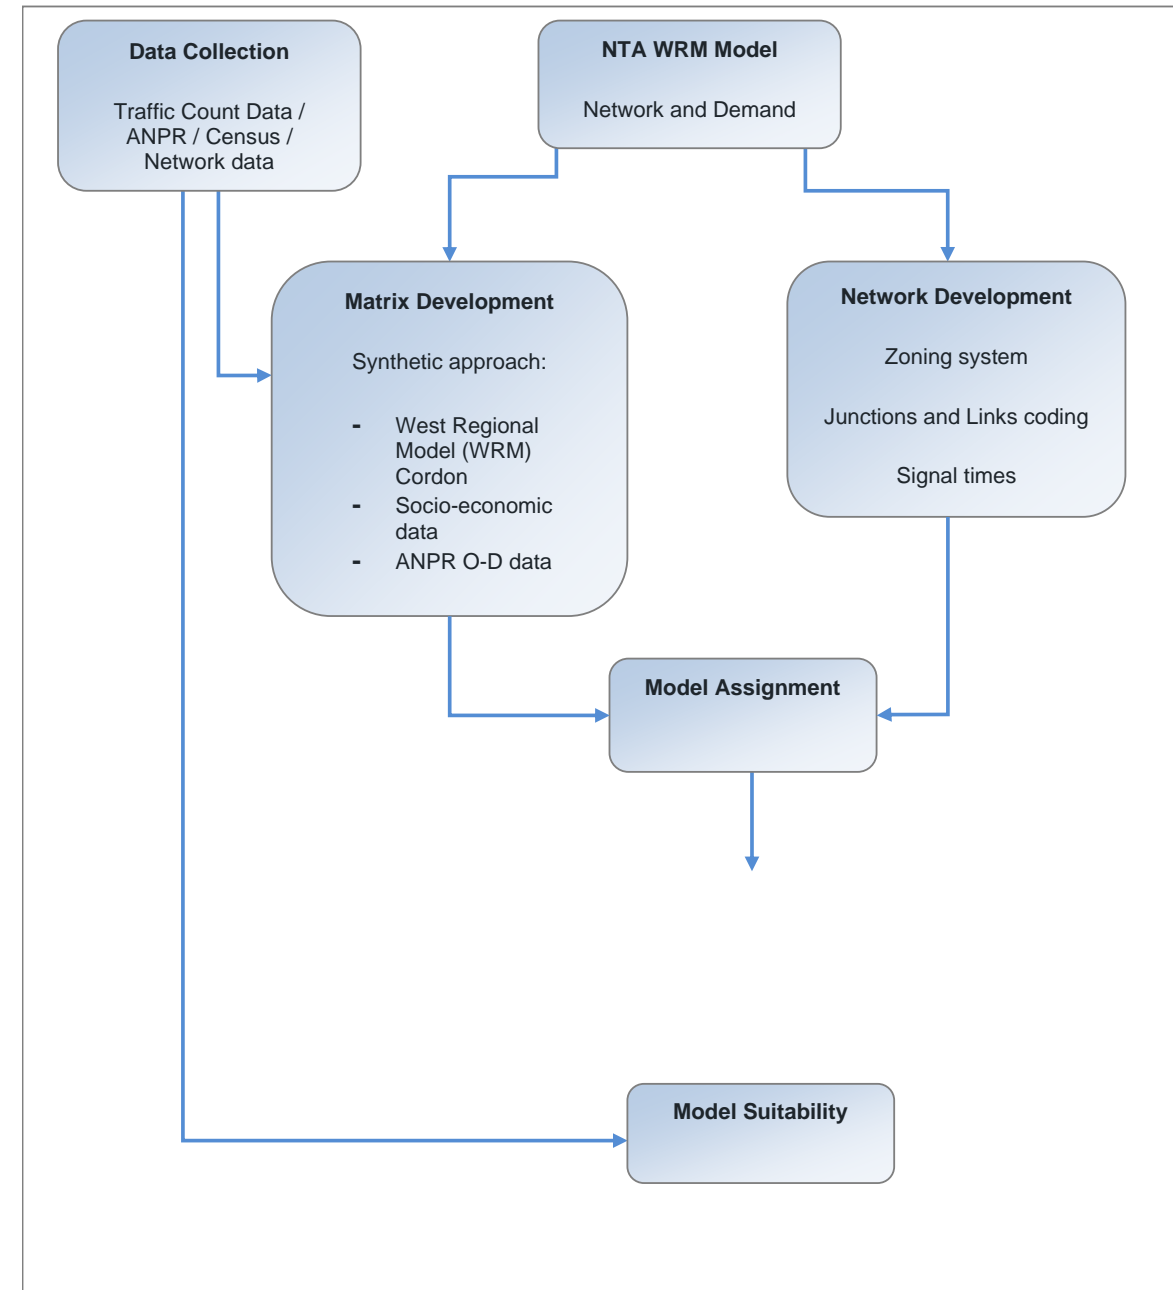 Data Collection
Traffic Count Data /
ANPR / Census /
Network data
NTA WRM Model
Network and Demand
Matrix Development
Synthetic approach:
- West Regional
Model (WRM)
Cordon
- Socio-economic
data
- ANPR O-D data
Network Development
Zoning system
Junctions and Links coding
Signal times
Model Assignment
Model Suitability